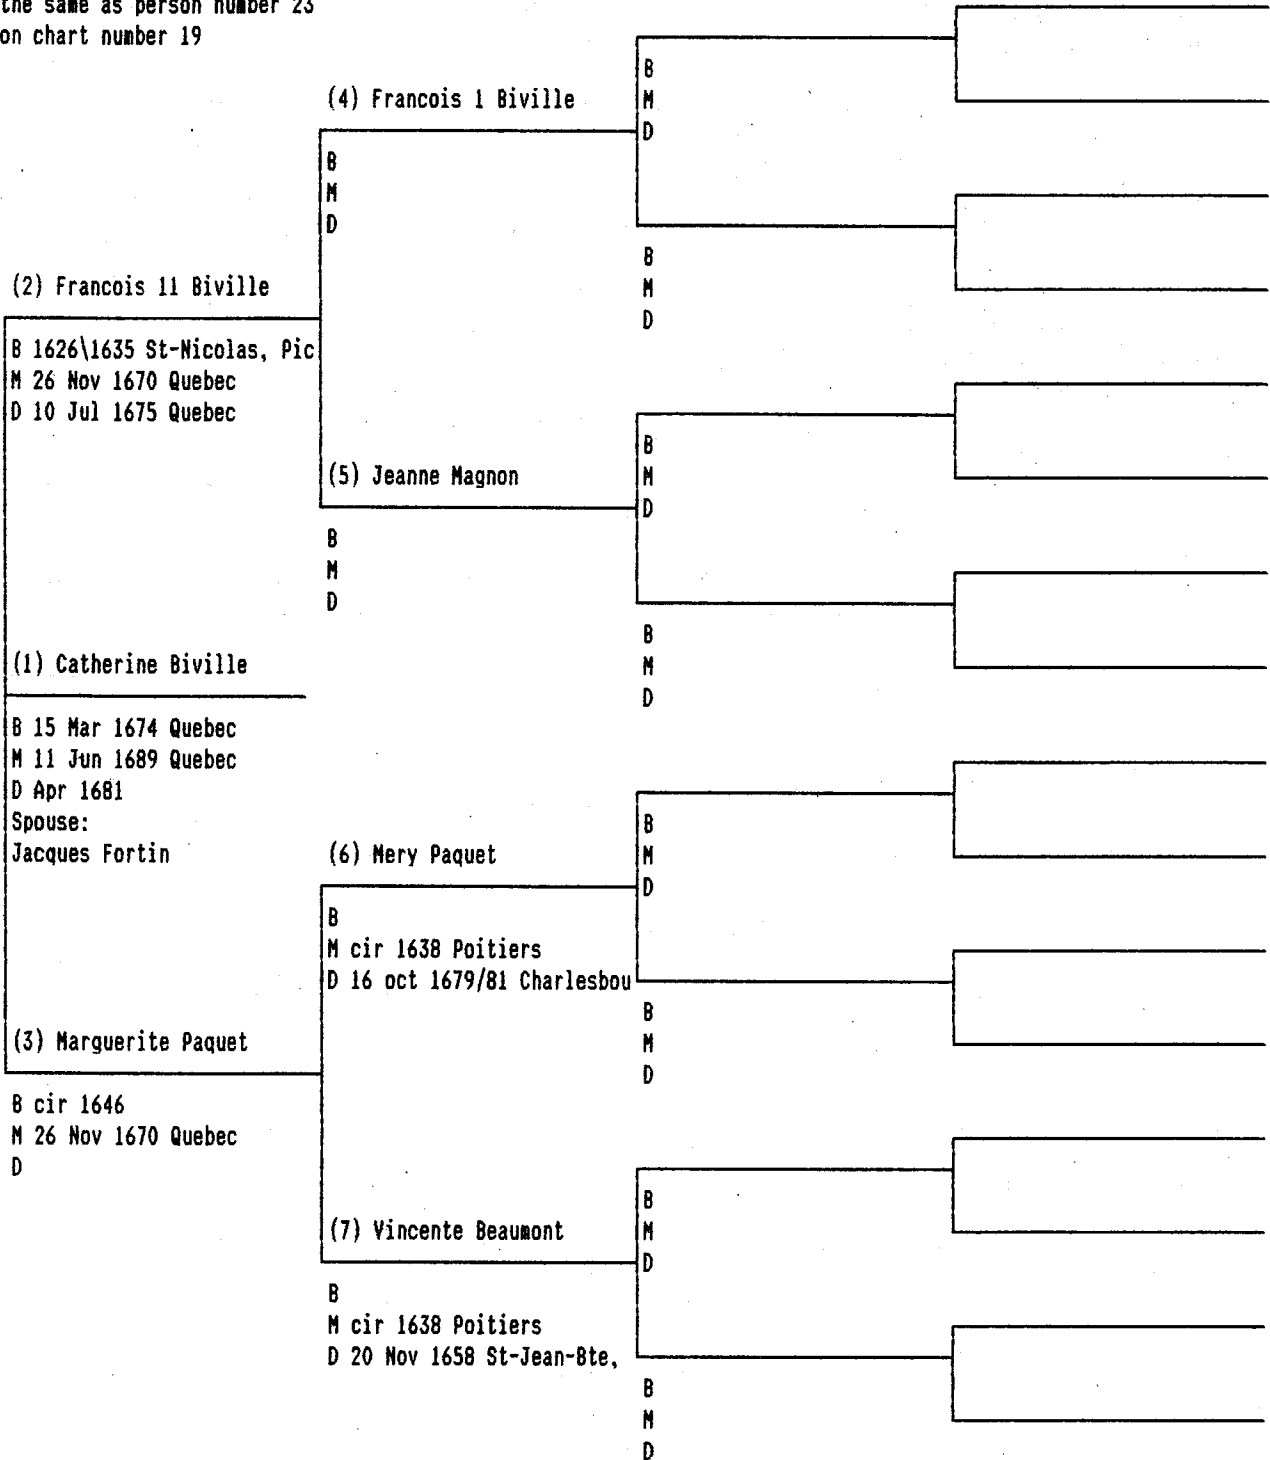 the same as person number 23
on chart number 19
(4) Francois 1 Biville
B
M
D
(2) Francois 11 Biville
B 1626\1635 St-Nicolas, Pic
M 26 Nov 1670 Quebec
D 10 Jul 1675 Quebec
(5) Jeanne Magnon
B
M
D
(1) Catherine Biville
B 15 Mar 1674 Quebec
M 11 Jun 1689 Quebec
D Apr 1681
Spouse:
Jacques Fortin
(6) Mery Paquet
B
M cir 1638 Poitiers
D 16 oct 1679/81 Charlesbou
(3) Marguerite Paquet
B cir 1646
M 26 Nov 1670 Quebec
D
(7) Vincente Beaumont
B
M cir 1638 Poitiers
D 20 Nov 1658 St-Jean-Bte,
B
M
D
B
M
D
B
M
D
B
M
D
B
M
D
B
M
D
B
M
D
B
M
D